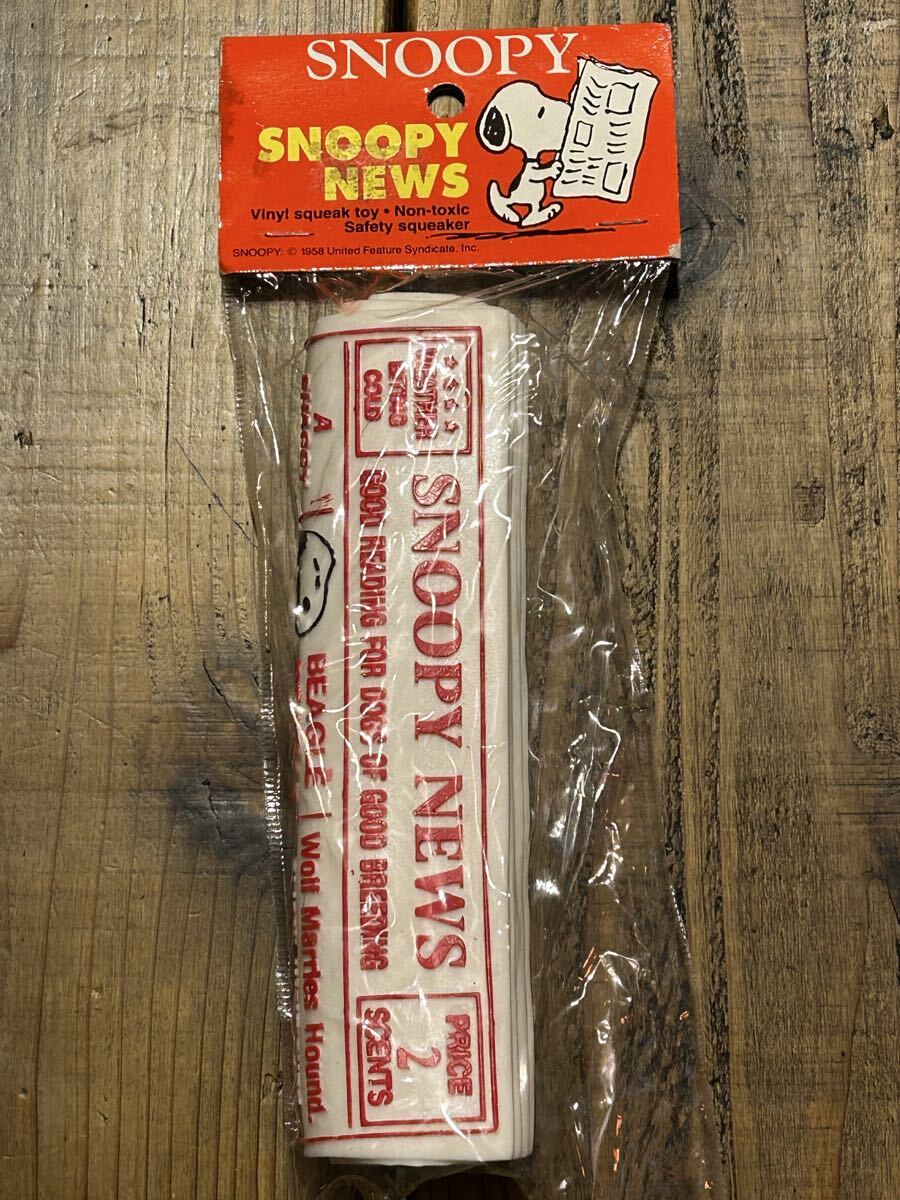 SNOOPY
SNOOPY
NEWS
Vinyl squeak toy • Non-toxic
Safety squeaker
SNOOPY: © 1958 United Feature Syndicate, Inc.
BITING
COLD
SNOOPY NEWS
PRICE
2
SCENTS
GOOD READING FOR DOGS OF GOOD BREEDING
A
BEAGLE
Wolf Marries Hound.